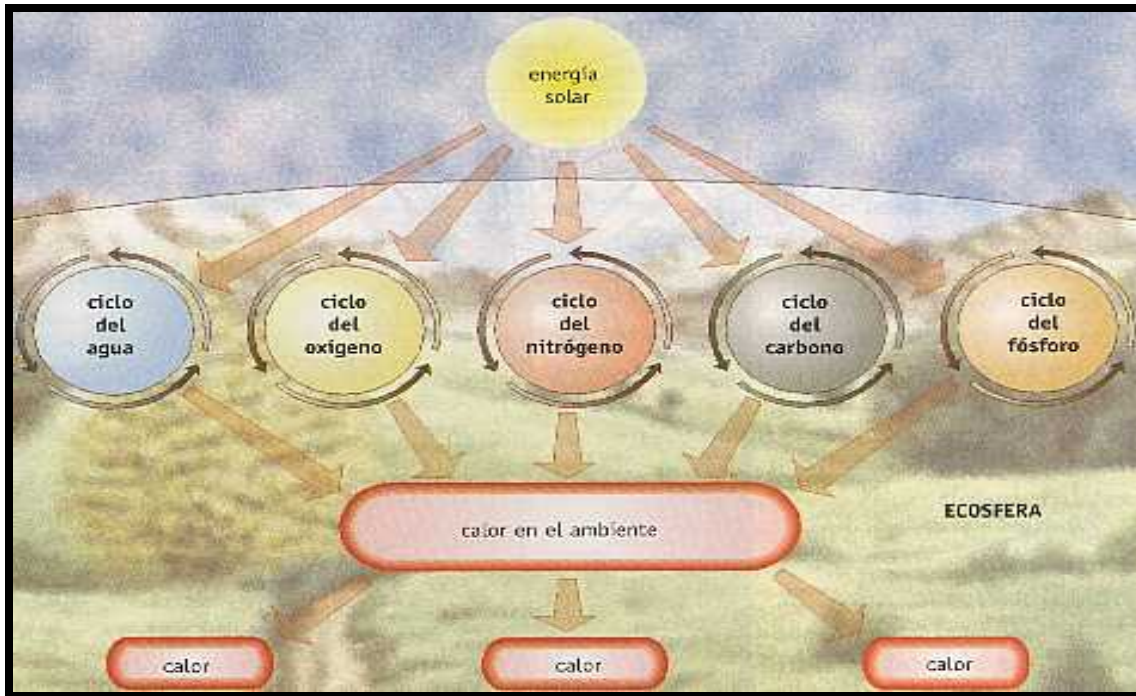 energía
solar
ciclo
del
agua
ciclo
del
oxígeno
ciclo
del
nitrógeno
ciclo
del
carbono
ciclo
del
fósforo
calor en el ambiente
ECOSFERA
calor
calor
calor